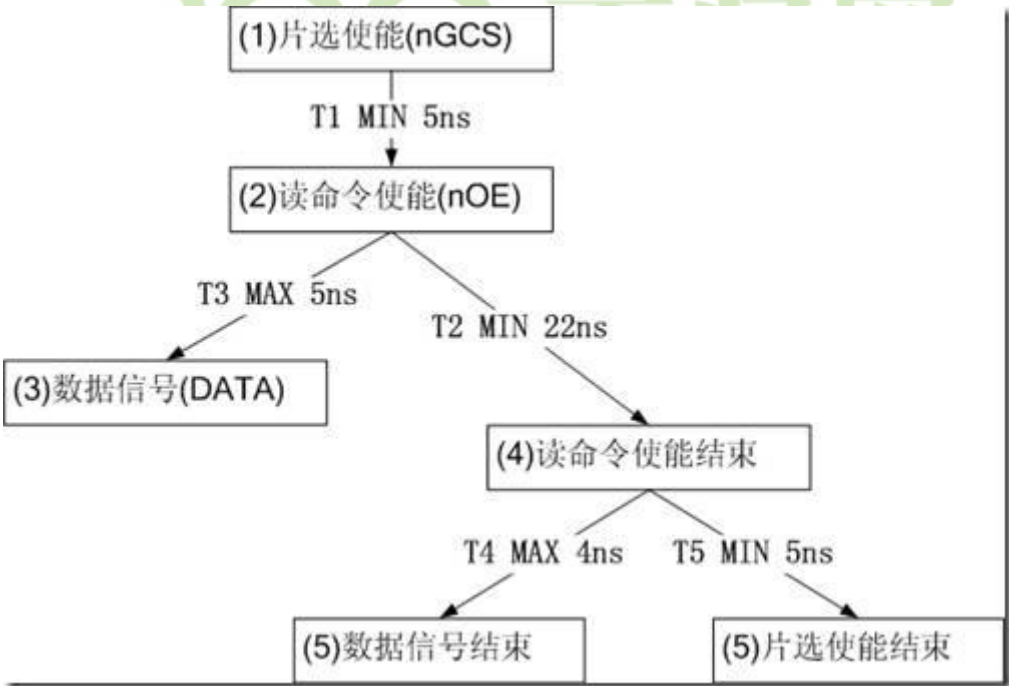 (1)片选使能(nGCS)
T1 MIN 5ns
(2)读命令使能(nOE)
T3 MAX 5ns
T2 MIN 22ns
(3)数据信号(DATA)
(4)读命令使能结束
T4 MAX 4ns
T5 MIN 5ns
(5)数据信号结束
(5)片选使能结束